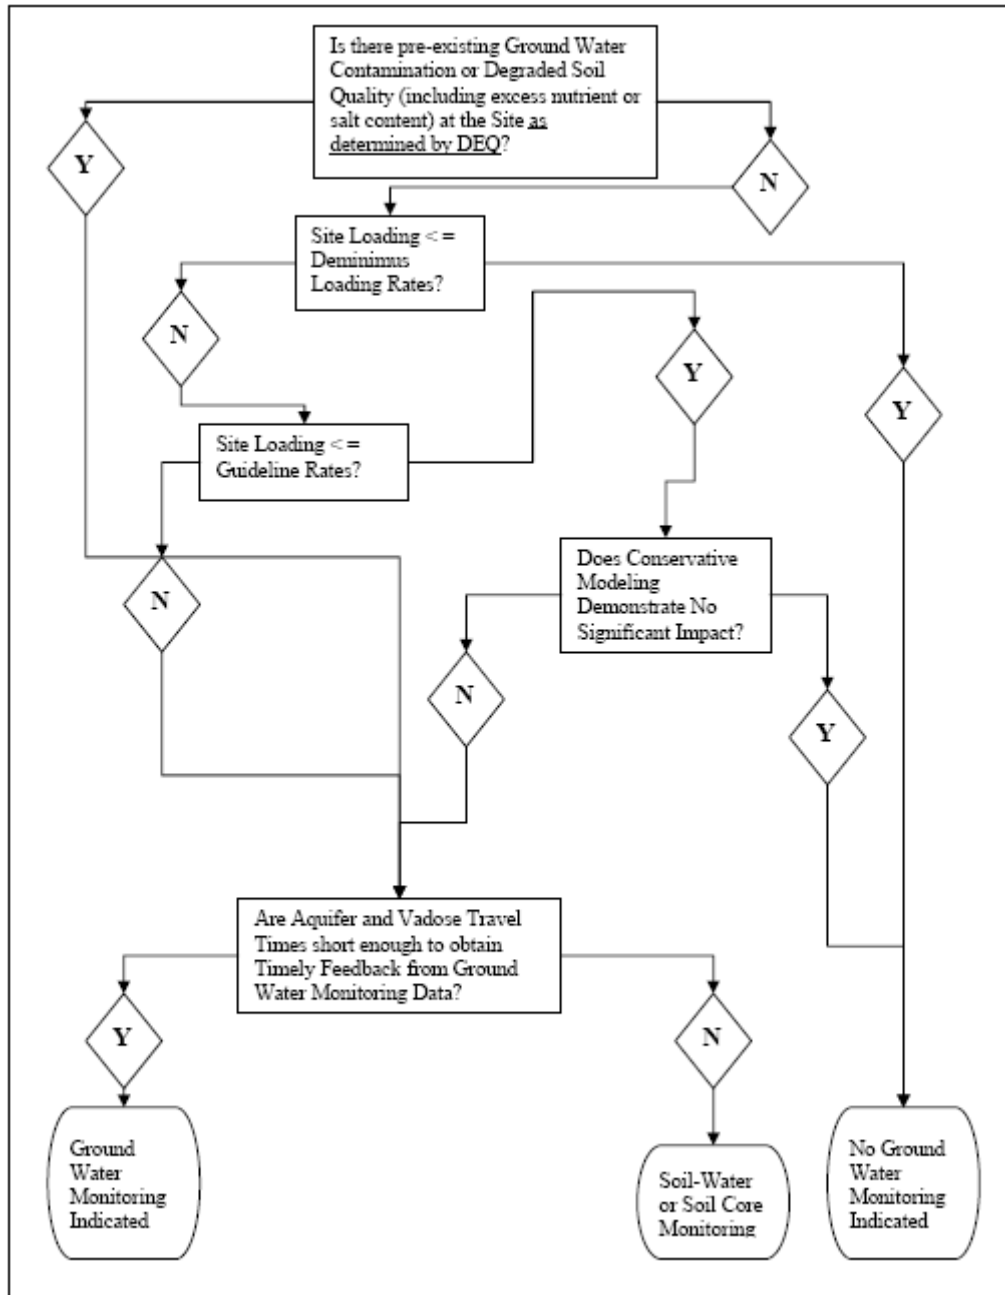 Is there pre-existing Ground Water
Contamination or Degraded Soil
Quality (including excess nutrient or
salt content) at the Site as
determined by DEQ?
Y
N
Site Loading < =
Deminimus
Loading Rates?
N
Y
Y
Site Loading < =
Guideline Rates?
Does Conservative
Modeling
Demonstrate No
Significant Impact?
N
N
Y
Are Aquifer and Vadose Travel
Times short enough to obtain
Timely Feedback from Ground
Water Monitoring Data?
Y
N
Ground
Water
Monitoring
Indicated
Soil-Water
or Soil Core
Monitoring
No Ground
Water
Monitoring
Indicated